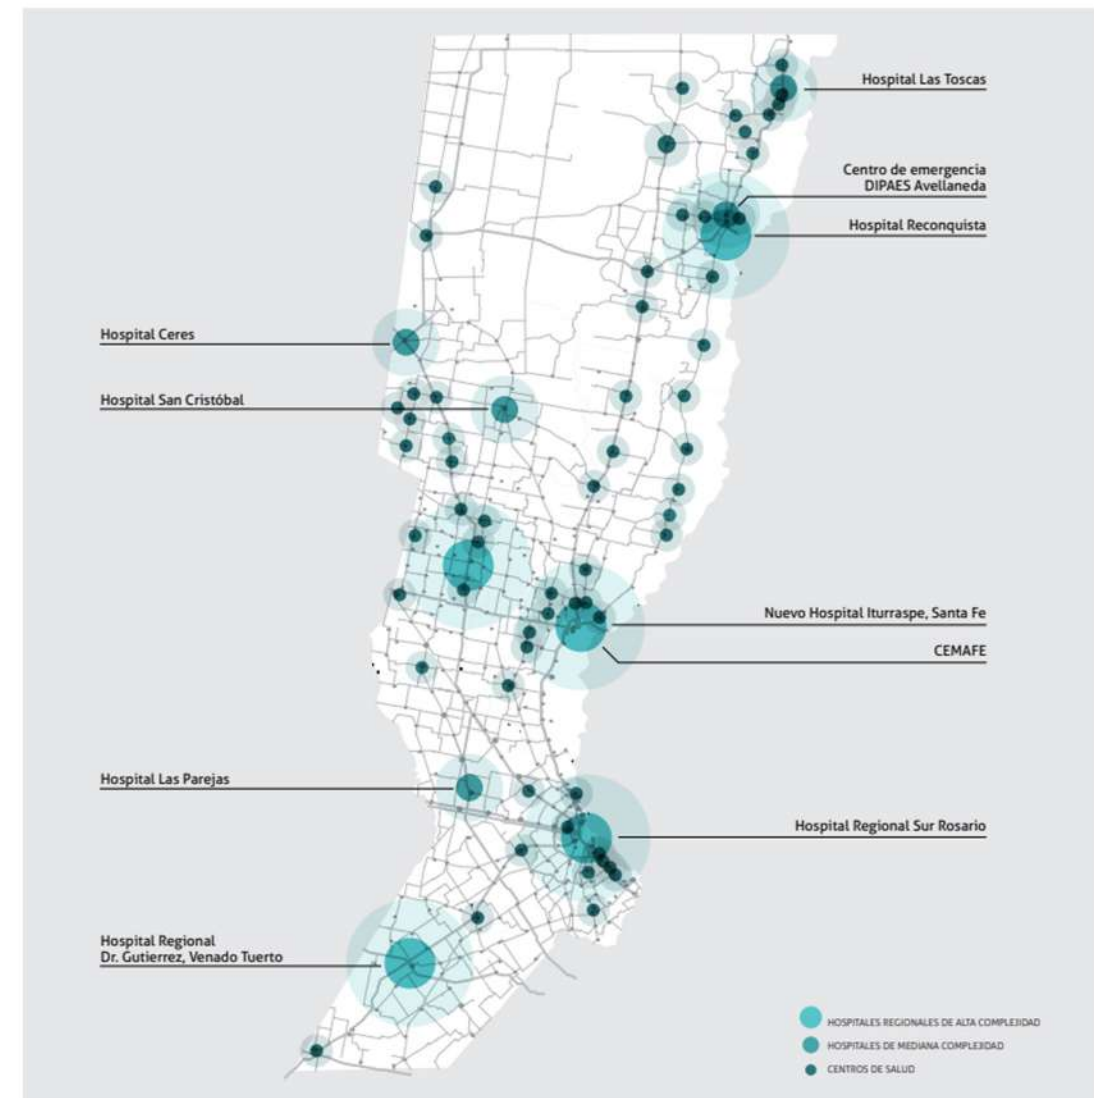 Hospital Las Toscas
Centro de emergencia
DIPAES Avellaneda
Hospital Reconquista
Hospital Ceres
Hospital San Cristóbal
Nuevo Hospital Iturraspe, Santa Fe
CEMAFE
Hospital Las Parejas
Hospital Regional Sur Rosario
Hospital Regional
Dr. Gutierrez, Venado Tuerto
HOSPITALES REGIONALES DE ALTA COMPLEJIDAD
HOSPITALES DE MEDIANA COMPLEJIDAD
CENTROS DE SALUD